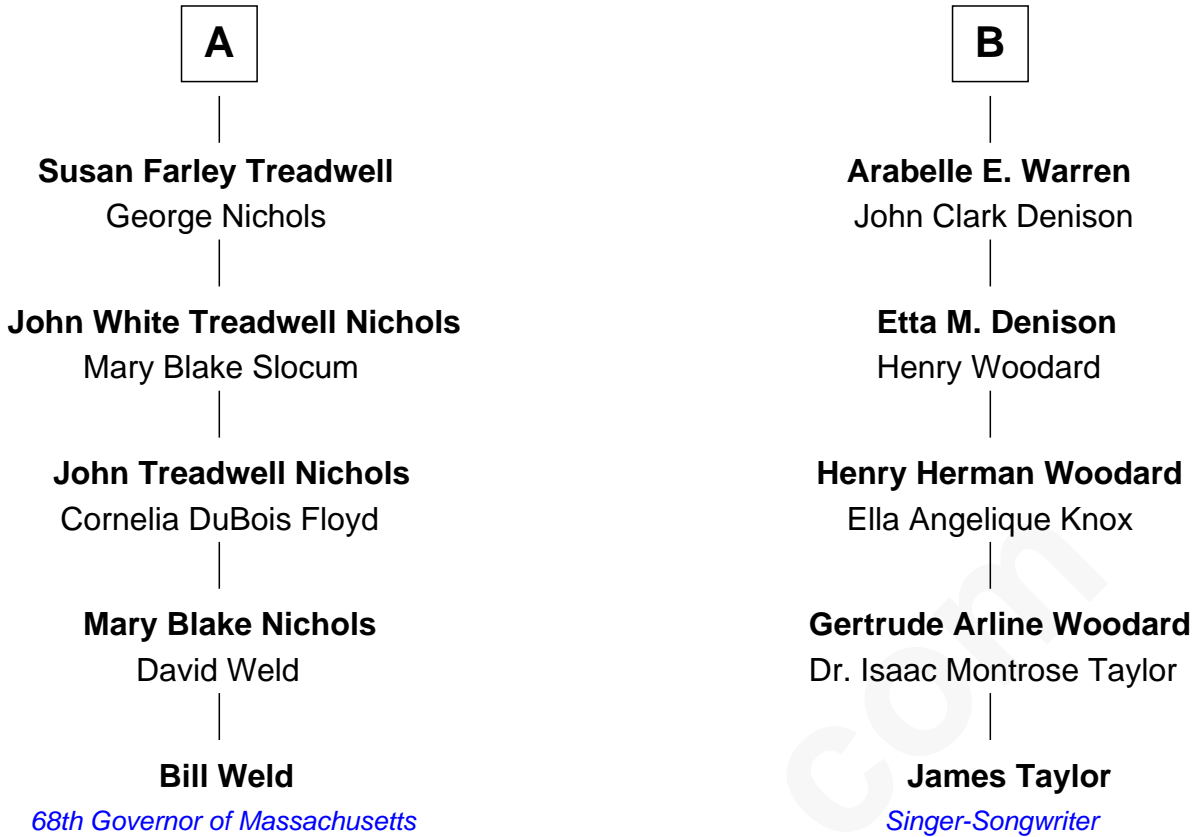 A
Susan Farley Treadwell
George Nichols
John White Treadwell Nichols
Mary Blake Slocum
John Treadwell Nichols
Cornelia DuBois Floyd
Mary Blake Nichols
David Weld
Bill Weld
68th Governor of Massachusetts
B
Arabelle E. Warren
John Clark Denison
Etta M. Denison
Henry Woodard
Henry Herman Woodard
Ella Angelique Knox
Gertrude Arline Woodard
Dr. Isaac Montrose Taylor
James Taylor
Singer-Songwriter
com